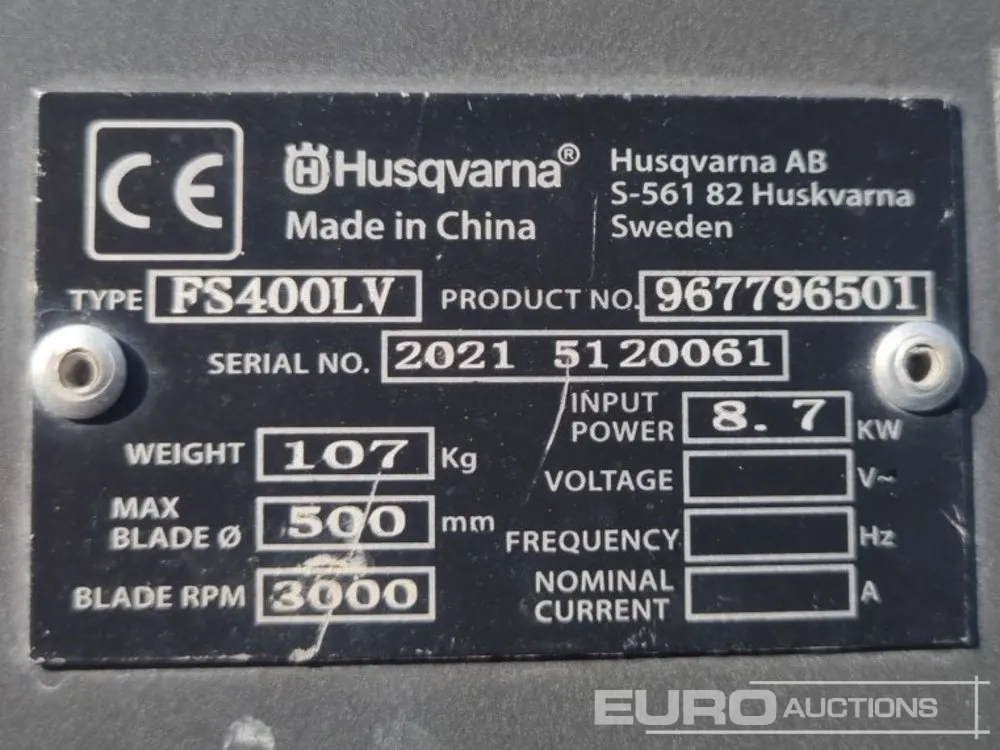 CE
Husqvarna®
Made in China
Husqvarna AB
S-561 82 Huskvarna
Sweden
TYPE FS400LV PRODUCT NO. 967796501
SERIAL NO. 2021 5120061
WEIGHT 107 Kg
MAX
BLADE Ø 500 mm
BLADE RPM 3000
INPUT
POWER 8.7 KW
VOLTAGE V~
FREQUENCY Hz
NOMINAL
CURRENT A
EURO AUCTIONS